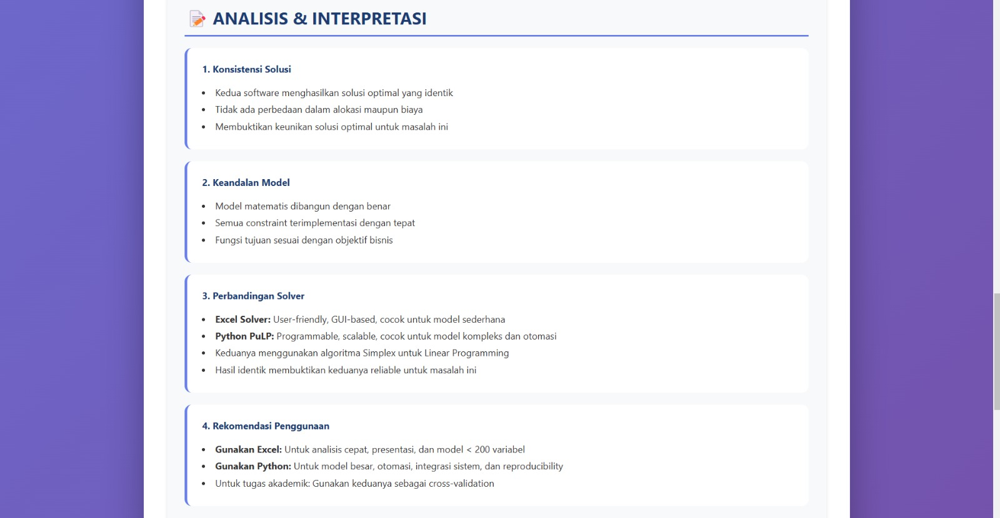 ANALISIS & INTERPRETASI
1. Konsistensi Solusi
• Kedua software menghasilkan solusi optimal yang identik
• Tidak ada perbedaan dalam alokasi maupun biaya
• Membuktikan keunikan solusi optimal untuk masalah ini
2. Keandalan Model
• Model matematis dibangun dengan benar
• Semua constraint terimplementasi dengan tepat
• Fungsi tujuan sesuai dengan objektif bisnis
3. Perbandingan Solver
• Excel Solver: User-friendly, GUI-based, cocok untuk model sederhana
• Python PuLP: Programmable, scalable, cocok untuk model kompleks dan otomasi
• Keduanya menggunakan algoritma Simplex untuk Linear Programming
• Hasil identik membuktikan keduanya reliable untuk masalah ini
4. Rekomendasi Penggunaan
• Gunakan Excel: Untuk analisis cepat, presentasi, dan model < 200 variabel
• Gunakan Python: Untuk model besar, otomasi, integrasi sistem, dan reproducibility
• Untuk tugas akademik: Gunakan keduanya sebagai cross-validation